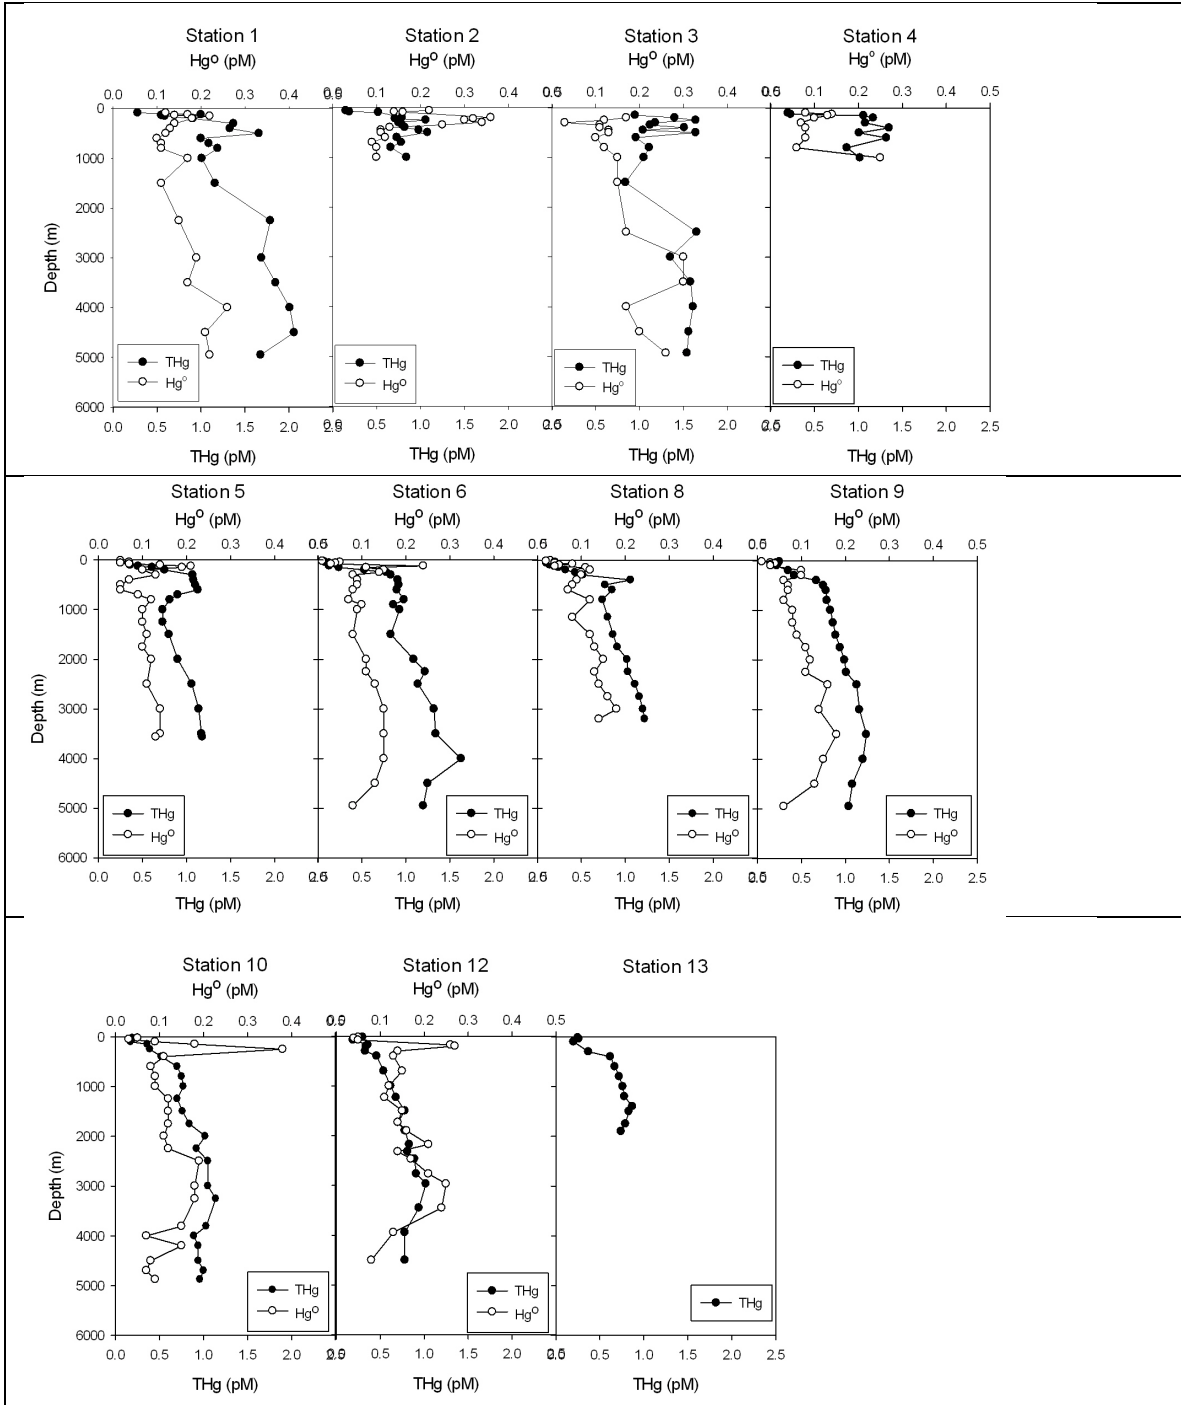 Station 1 Station 2 Station 3 Station 4
Hgo (pM) Hgo (pM) Hgo (pM) Hg° (pM)
0.0 0.1 0.2 0.3 0.4 0.1 0.2 0.3 0.4 0.1 0.2 0.3 0.4 0.1 0.2 0.3 0.4 0.5
0
1000
2000
Depth (m)
3000
4000
5000
6000
THg THg THg THg
Hg° Hgo Hg° Hg°
0.0 0.5 1.0 1.5 2.0 0.5 1.0 1.5 2.0 0.5 1.0 1.5 2.0 0.5 1.0 1.5 2.0 2.5
THg (pM) THg (pM) THg (pM) THg (pM)
Station 5 Station 6 Station 8 Station 9
Hgo (pM) Hgo (pM) Hgo (pM) Hgo (pM)
0.0 0.1 0.2 0.3 0.4 0.1 0.2 0.3 0.4 0.1 0.2 0.3 0.4 0.1 0.2 0.3 0.4 0.5
0
1000
2000
Depth (m)
3000
4000
5000
6000
THg THg THg THg
Hgo Hgo Hgo Hgo
0.0 0.5 1.0 1.5 2.0 0.5 1.0 1.5 2.0 0.5 1.0 1.5 2.0 0.5 1.0 1.5 2.0 2.5
THg (pM) THg (pM) THg (pM) THg (pM)
Station 10 Station 12 Station 13
Hgo (pM) Hgo (pM)
0.0 0.1 0.2 0.3 0.4 0.1 0.2 0.3 0.4 0.5
0
1000
2000
Depth (m)
3000
4000
5000
6000
THg THg THg
Hgo Hgo
0.0 0.5 1.0 1.5 2.0 0.5 1.0 1.5 2.0 0.5 1.0 1.5 2.0 2.5
THg (pM) THg (pM) THg (pM)